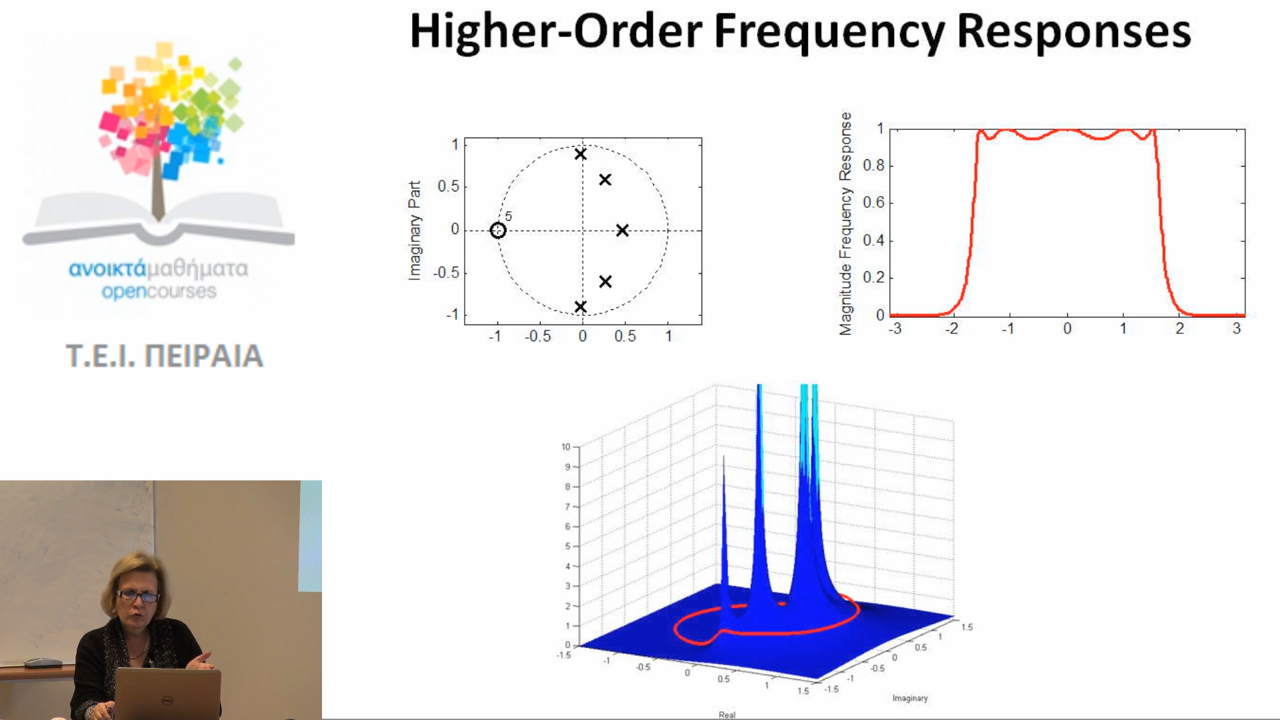 Higher-Order Frequency Responses
ανοικτάμαθήματα
opencourses
Τ.Ε.Ι. ΠΕΙΡΑΙΑ
Imaginary Part
1
0.5
0
-0.5
-1
5
-1 -0.5 0 0.5 1
Magnitude Frequency Response
1
0.8
0.6
0.4
0.2
0
-3 -2 -1 0 1 2 3
10
9
8
7
6
5
4
3
2
1
0
-1.5 -1 -0.5 0 0.5 1 1.5
Real
-1.5 -1 -0.5 0 0.5 1 1.5
Imaginary
DELL